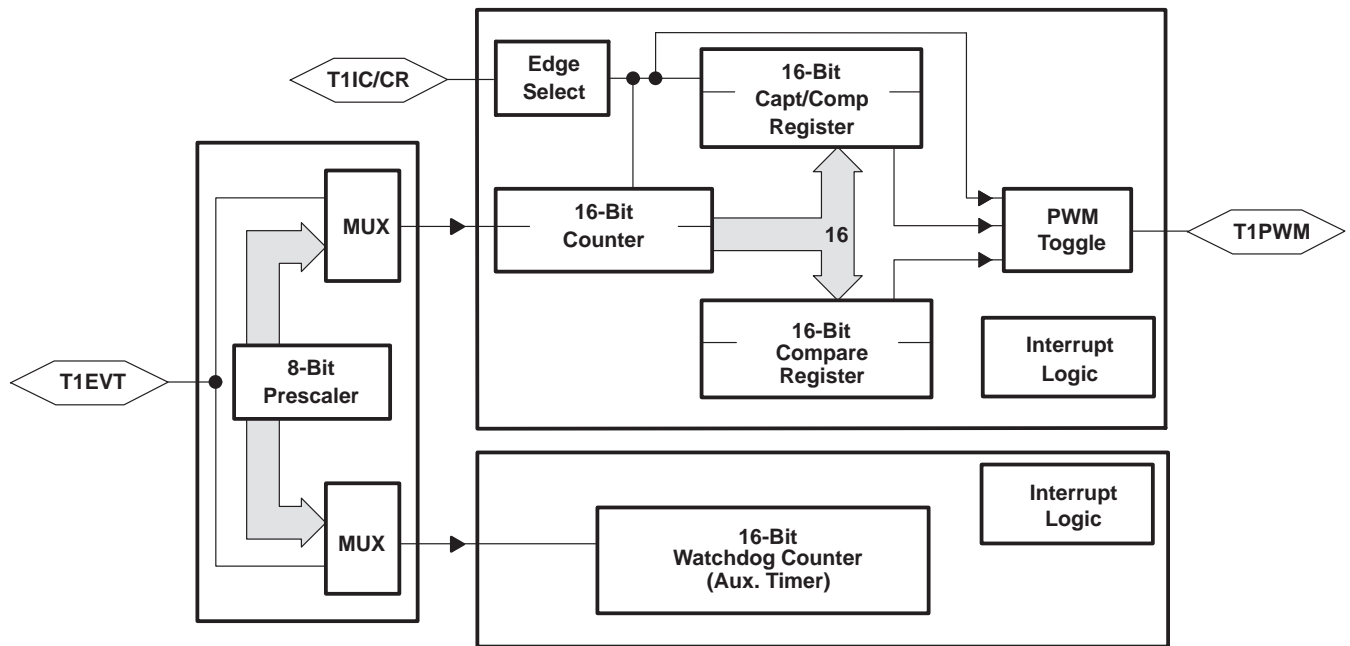 T1IC/CR
Edge
Select
16-Bit
Capt/Comp
Register
MUX
16-Bit
Counter
16
PWM
Toggle
T1PWM
16-Bit
Compare
Register
Interrupt
Logic
T1EVT
8-Bit
Prescaler
MUX
16-Bit
Watchdog Counter
(Aux. Timer)
Interrupt
Logic